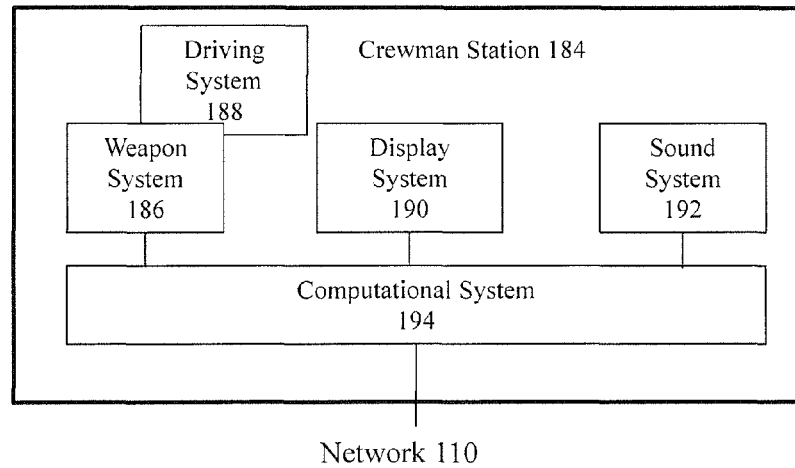 Driving
System
188
Crewman Station 184
Weapon
System
186
Display
System
190
Sound
System
192
Computational System
194
Network 110